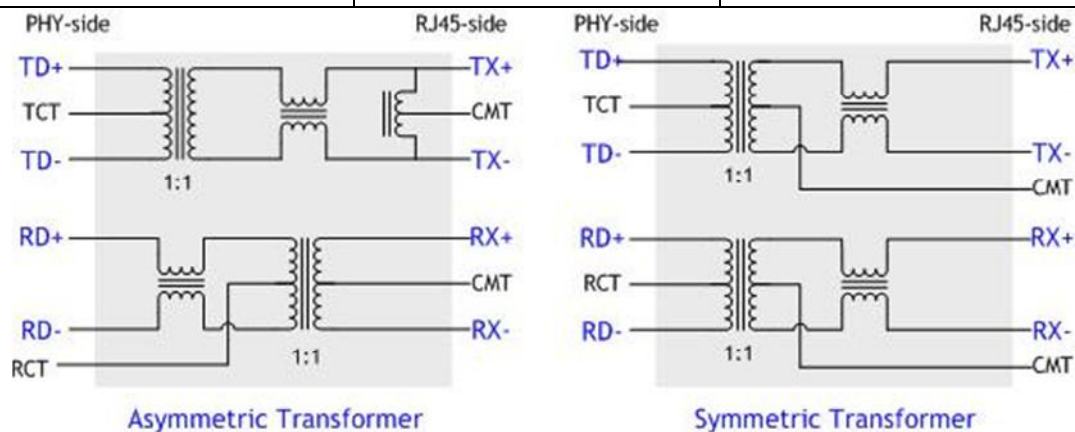 PHY-side RJ45-side PHY-side RJ45-side
TD+ TX+ TD+ TX+
TCT CMT TCT
TD- TX- TD- TX-
1:1 1:1
CMT
RD+ RX+ RD+ RX+
CMT RCT
RD- RX- RD- RX-
1:1 1:1
RCT CMT
Asymmetric Transformer Symmetric Transformer